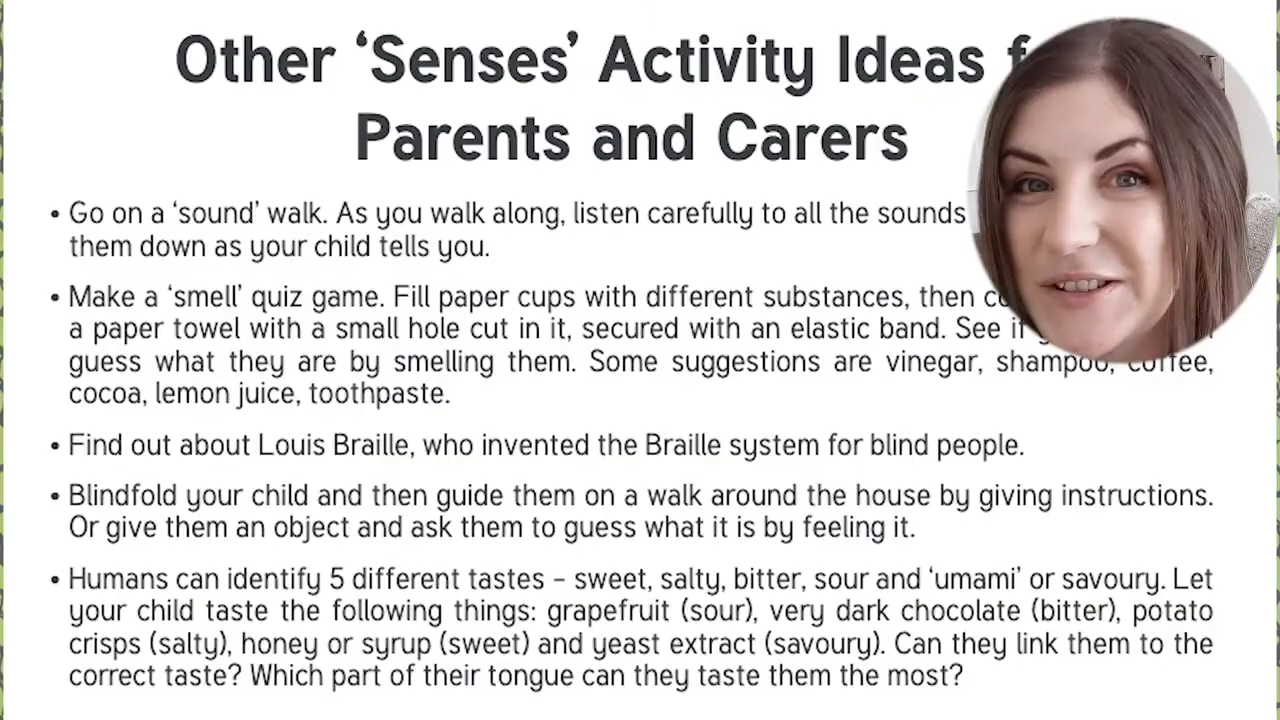 Other ‘Senses’ Activity Ideas
Parents and Carers
• Go on a ‘sound’ walk. As you walk along, listen carefully to all the sounds
them down as your child tells you.
• Make a ‘smell’ quiz game. Fill paper cups with different substances, then
a paper towel with a small hole cut in it, secured with an elastic band. See if
guess what they are by smelling them. Some suggestions are vinegar, shampoo, coffee,
cocoa, lemon juice, toothpaste.
• Find out about Louis Braille, who invented the Braille system for blind people.
• Blindfold your child and then guide them on a walk around the house by giving instructions.
Or give them an object and ask them to guess what it is by feeling it.
• Humans can identify 5 different tastes – sweet, salty, bitter, sour and ‘umami’ or savoury. Let
your child taste the following things: grapefruit (sour), very dark chocolate (bitter), potato
crisps (salty), honey or syrup (sweet) and yeast extract (savoury). Can they link them to the
correct taste? Which part of their tongue can they taste them the most?